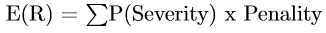 E(R) = ∑P(Severity) x Penality